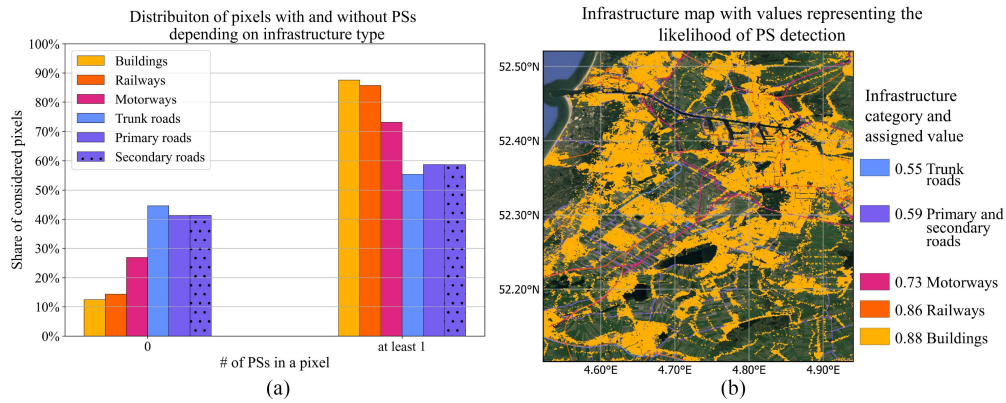 Distribuiton of pixels with and without PSs
depending on infrastructure type
100%
90%
80%
70%
60%
50%
40%
30%
20%
10%
0%
Share of considered pixels
Buildings
Railways
Motorways
Trunk roads
Primary roads
Secondary roads
0
at least 1
# of PSs in a pixel
(a)
Infrastructure map with values representing the
likelihood of PS detection
52.50°N
52.40°N
52.30°N
52.20°N
4.60°E
4.70°E
4.80°E
4.90°E
(b)
Infrastructure
category and
assigned value
0.55 Trunk
roads
0.59 Primary and
secondary
roads
0.73 Motorways
0.86 Railways
0.88 Buildings